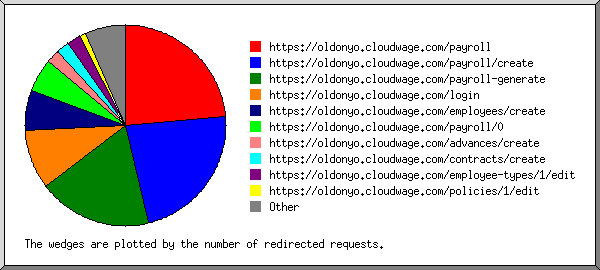 https://oldonyo.cloudwage.com/payroll
https://oldonyo.cloudwage.com/payroll/create
https://oldonyo.cloudwage.com/payroll-generate
https://oldonyo.cloudwage.com/login
https://oldonyo.cloudwage.com/employees/create
https://oldonyo.cloudwage.com/payroll/0
https://oldonyo.cloudwage.com/advances/create
https://oldonyo.cloudwage.com/contracts/create
https://oldonyo.cloudwage.com/employee-types/1/edit
https://oldonyo.cloudwage.com/policies/1/edit
Other
The wedges are plotted by the number of redirected requests.